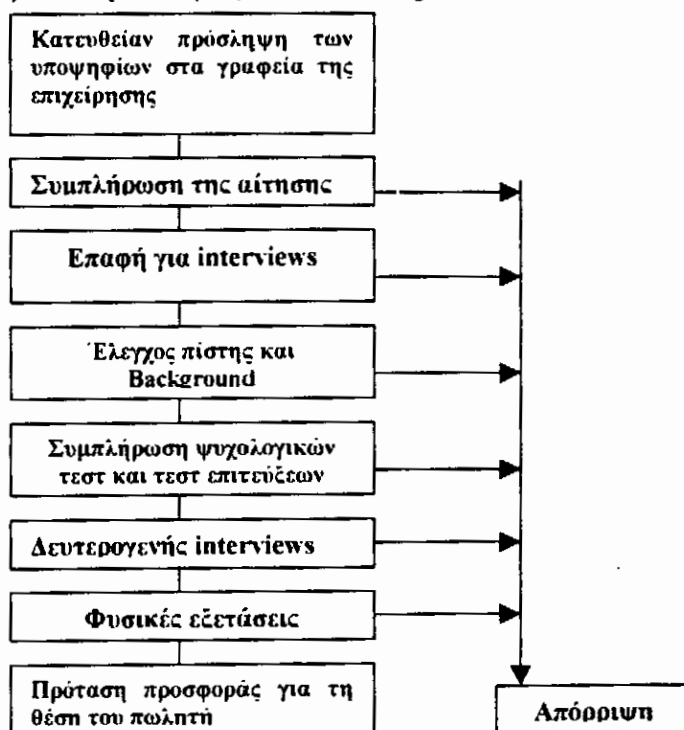 Κατευθείαν πρόσληψη των
υποψηφίων στα γραφεία της
επιχείρησης
Συμπλήρωση της αίτησης
Επαφή για interviews
Έλεγχος πίστης και
Background
Συμπλήρωση ψυχολογικών
τεστ και τεστ επιτεύξεων
Δευτερογενής interviews
Φυσικές εξετάσεις
Πρόταση προσφοράς για τη
θέση του πωλητή
Απόρριψη